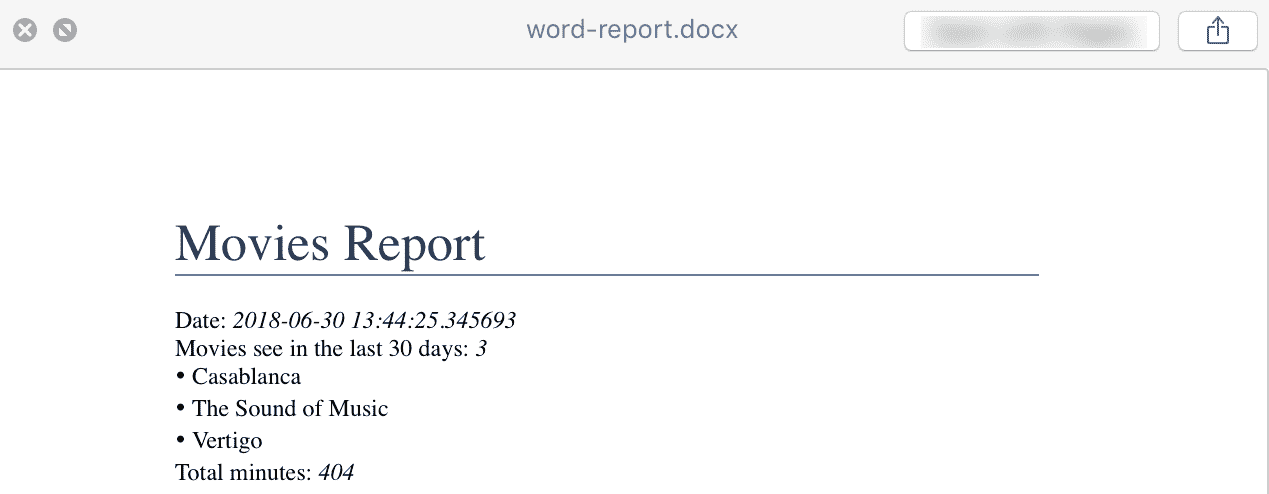 word-report.docx
Movies Report
Date: 2018-06-30 13:44:25.345693
Movies see in the last 30 days: 3
• Casablanca
• The Sound of Music
• Vertigo
Total minutes: 404